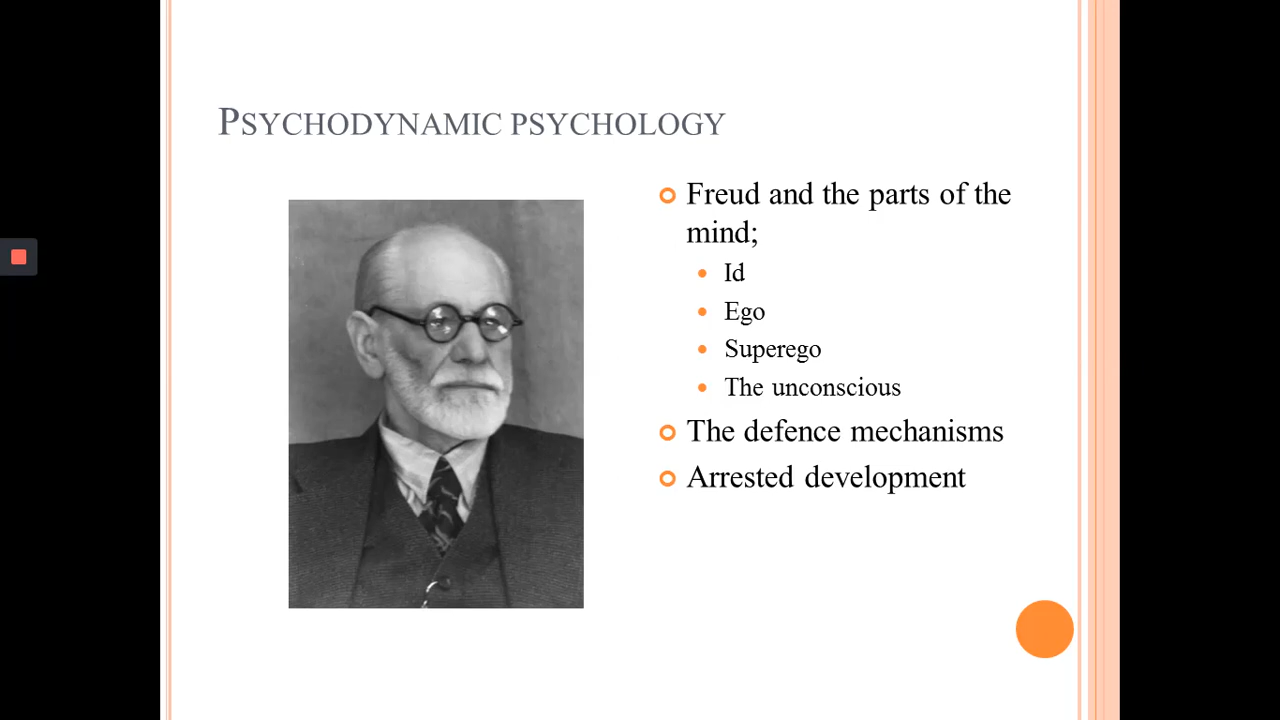 PSYCHODYNAMIC PSYCHOLOGY
Freud and the parts of the
mind;
Id
Ego
Superego
The unconscious
The defence mechanisms
Arrested development